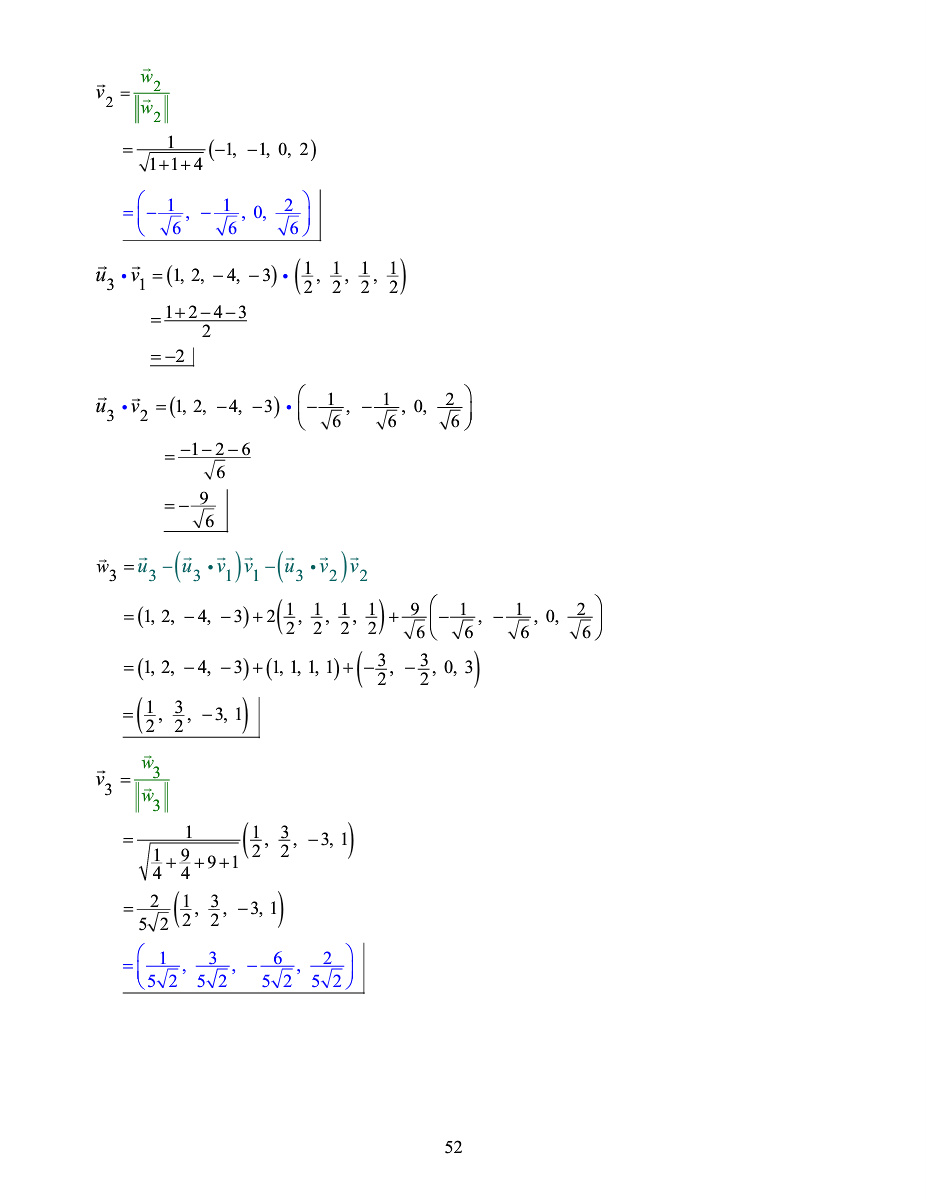 v⃗₂ = w⃗₂ / ‖w⃗₂‖
= 1/√(1+1+4) (−1, −1, 0, 2)
= (−1/√6, −1/√6, 0, 2/√6)
u⃗₃ • v⃗₁ = (1, 2, −4, −3) • (1/2, 1/2, 1/2, 1/2)
= (1+2−4−3)/2
= −2
u⃗₃ • v⃗₂ = (1, 2, −4, −3) • (−1/√6, −1/√6, 0, 2/√6)
= (−1−2−6)/√6
= −9/√6
w⃗₃ = u⃗₃ − (u⃗₃ • v⃗₁)v⃗₁ − (u⃗₃ • v⃗₂)v⃗₂
= (1, 2, −4, −3) + 2(1/2, 1/2, 1/2, 1/2) + 9/√6 (−1/√6, −1/√6, 0, 2/√6)
= (1, 2, −4, −3) + (1, 1, 1, 1) + (−3/2, −3/2, 0, 3)
= (1/2, 3/2, −3, 1)
v⃗₃ = w⃗₃ / ‖w⃗₃‖
= 1/√(1/4 + 9/4 + 9 + 1) (1/2, 3/2, −3, 1)
= 2/(5√2) (1/2, 3/2, −3, 1)
= (1/(5√2), 3/(5√2), −6/(5√2), 2/(5√2))
52